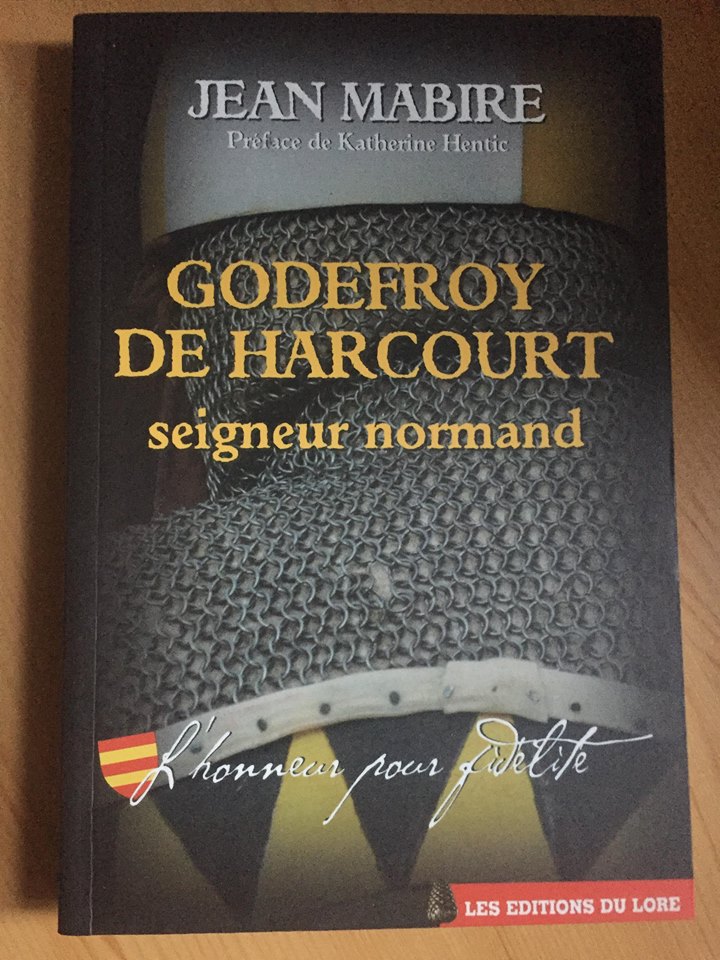 JEAN MABIRE
Préface de Katherine Hentic
GODEFROY
DE HARCOURT
seigneur normand
L'honneur pour fidélité
LES EDITIONS DU LORE